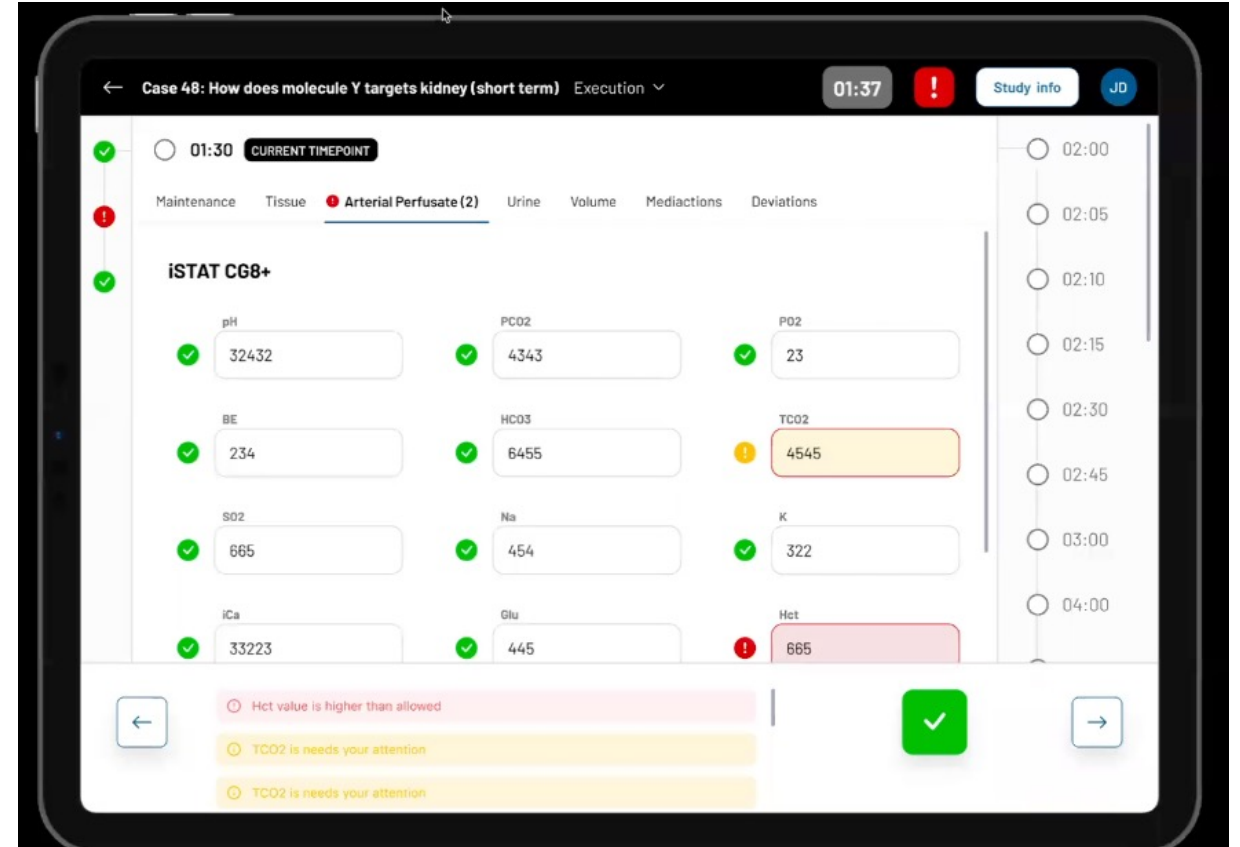 Case 48: How does molecule Y targets kidney (short term) Execution 01:37 Study info JD
01:30 CURRENT TIMEPOINT
Maintenance Tissue Arterial Perfusate (2) Urine Volume Mediactions Deviations
iSTAT CG8+
pH PCO2 PO2
32432 4343 23
BE HCO3 TCO2
234 6455 4545
SO2 Na K
665 454 322
iCa Glu Hct
33223 445 665
Hct value is higher than allowed
TCO2 is needs your attention
TCO2 is needs your attention
02:00
02:05
02:10
02:15
02:30
02:45
03:00
04:00